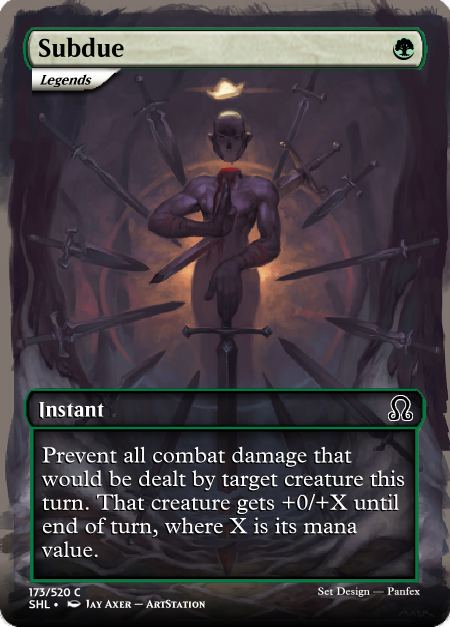 Subdue
Legends
Instant
Prevent all combat damage that
would be dealt by target creature this
turn. That creature gets +0/+X until
end of turn, where X is its mana
value.
173/520 C
Set Design — Panfex
SHL • Jay Axer — ArtStation